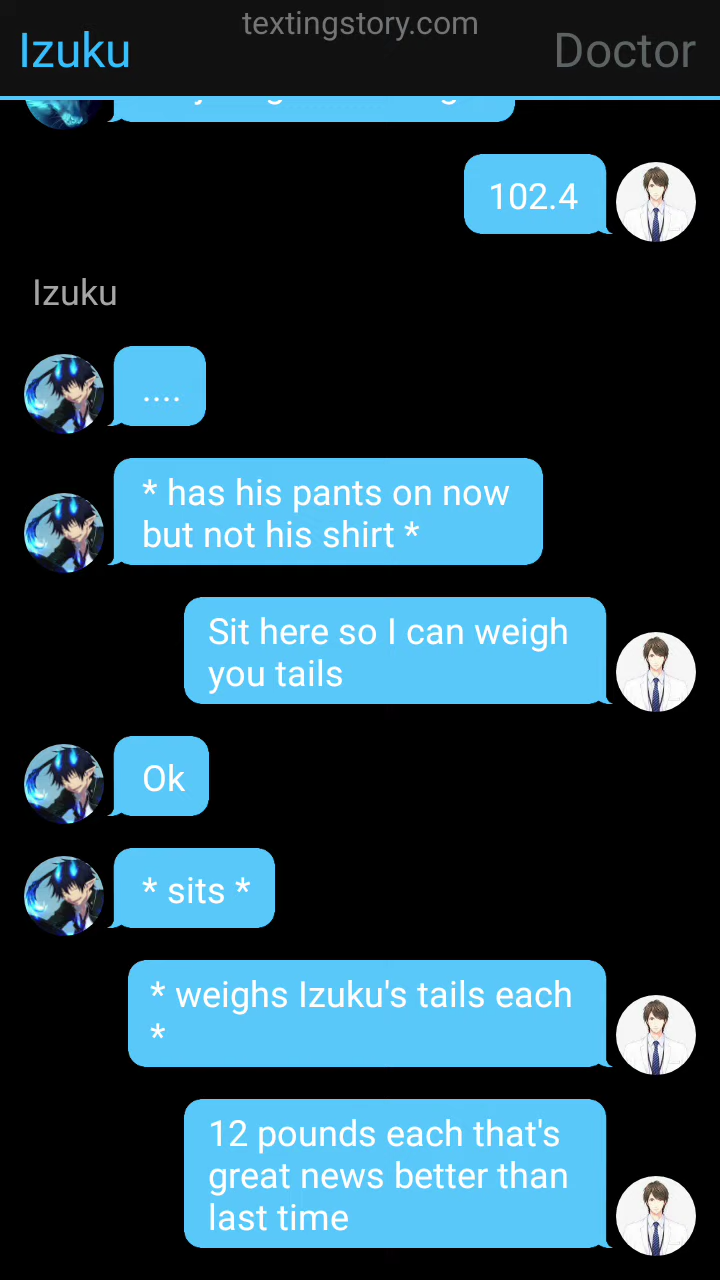 textingstory.com
Izuku
Doctor
102.4
Izuku
....
* has his pants on now
but not his shirt *
Sit here so I can weigh
you tails
Ok
* sits *
* weighs Izuku's tails each
*
12 pounds each that's
great news better than
last time